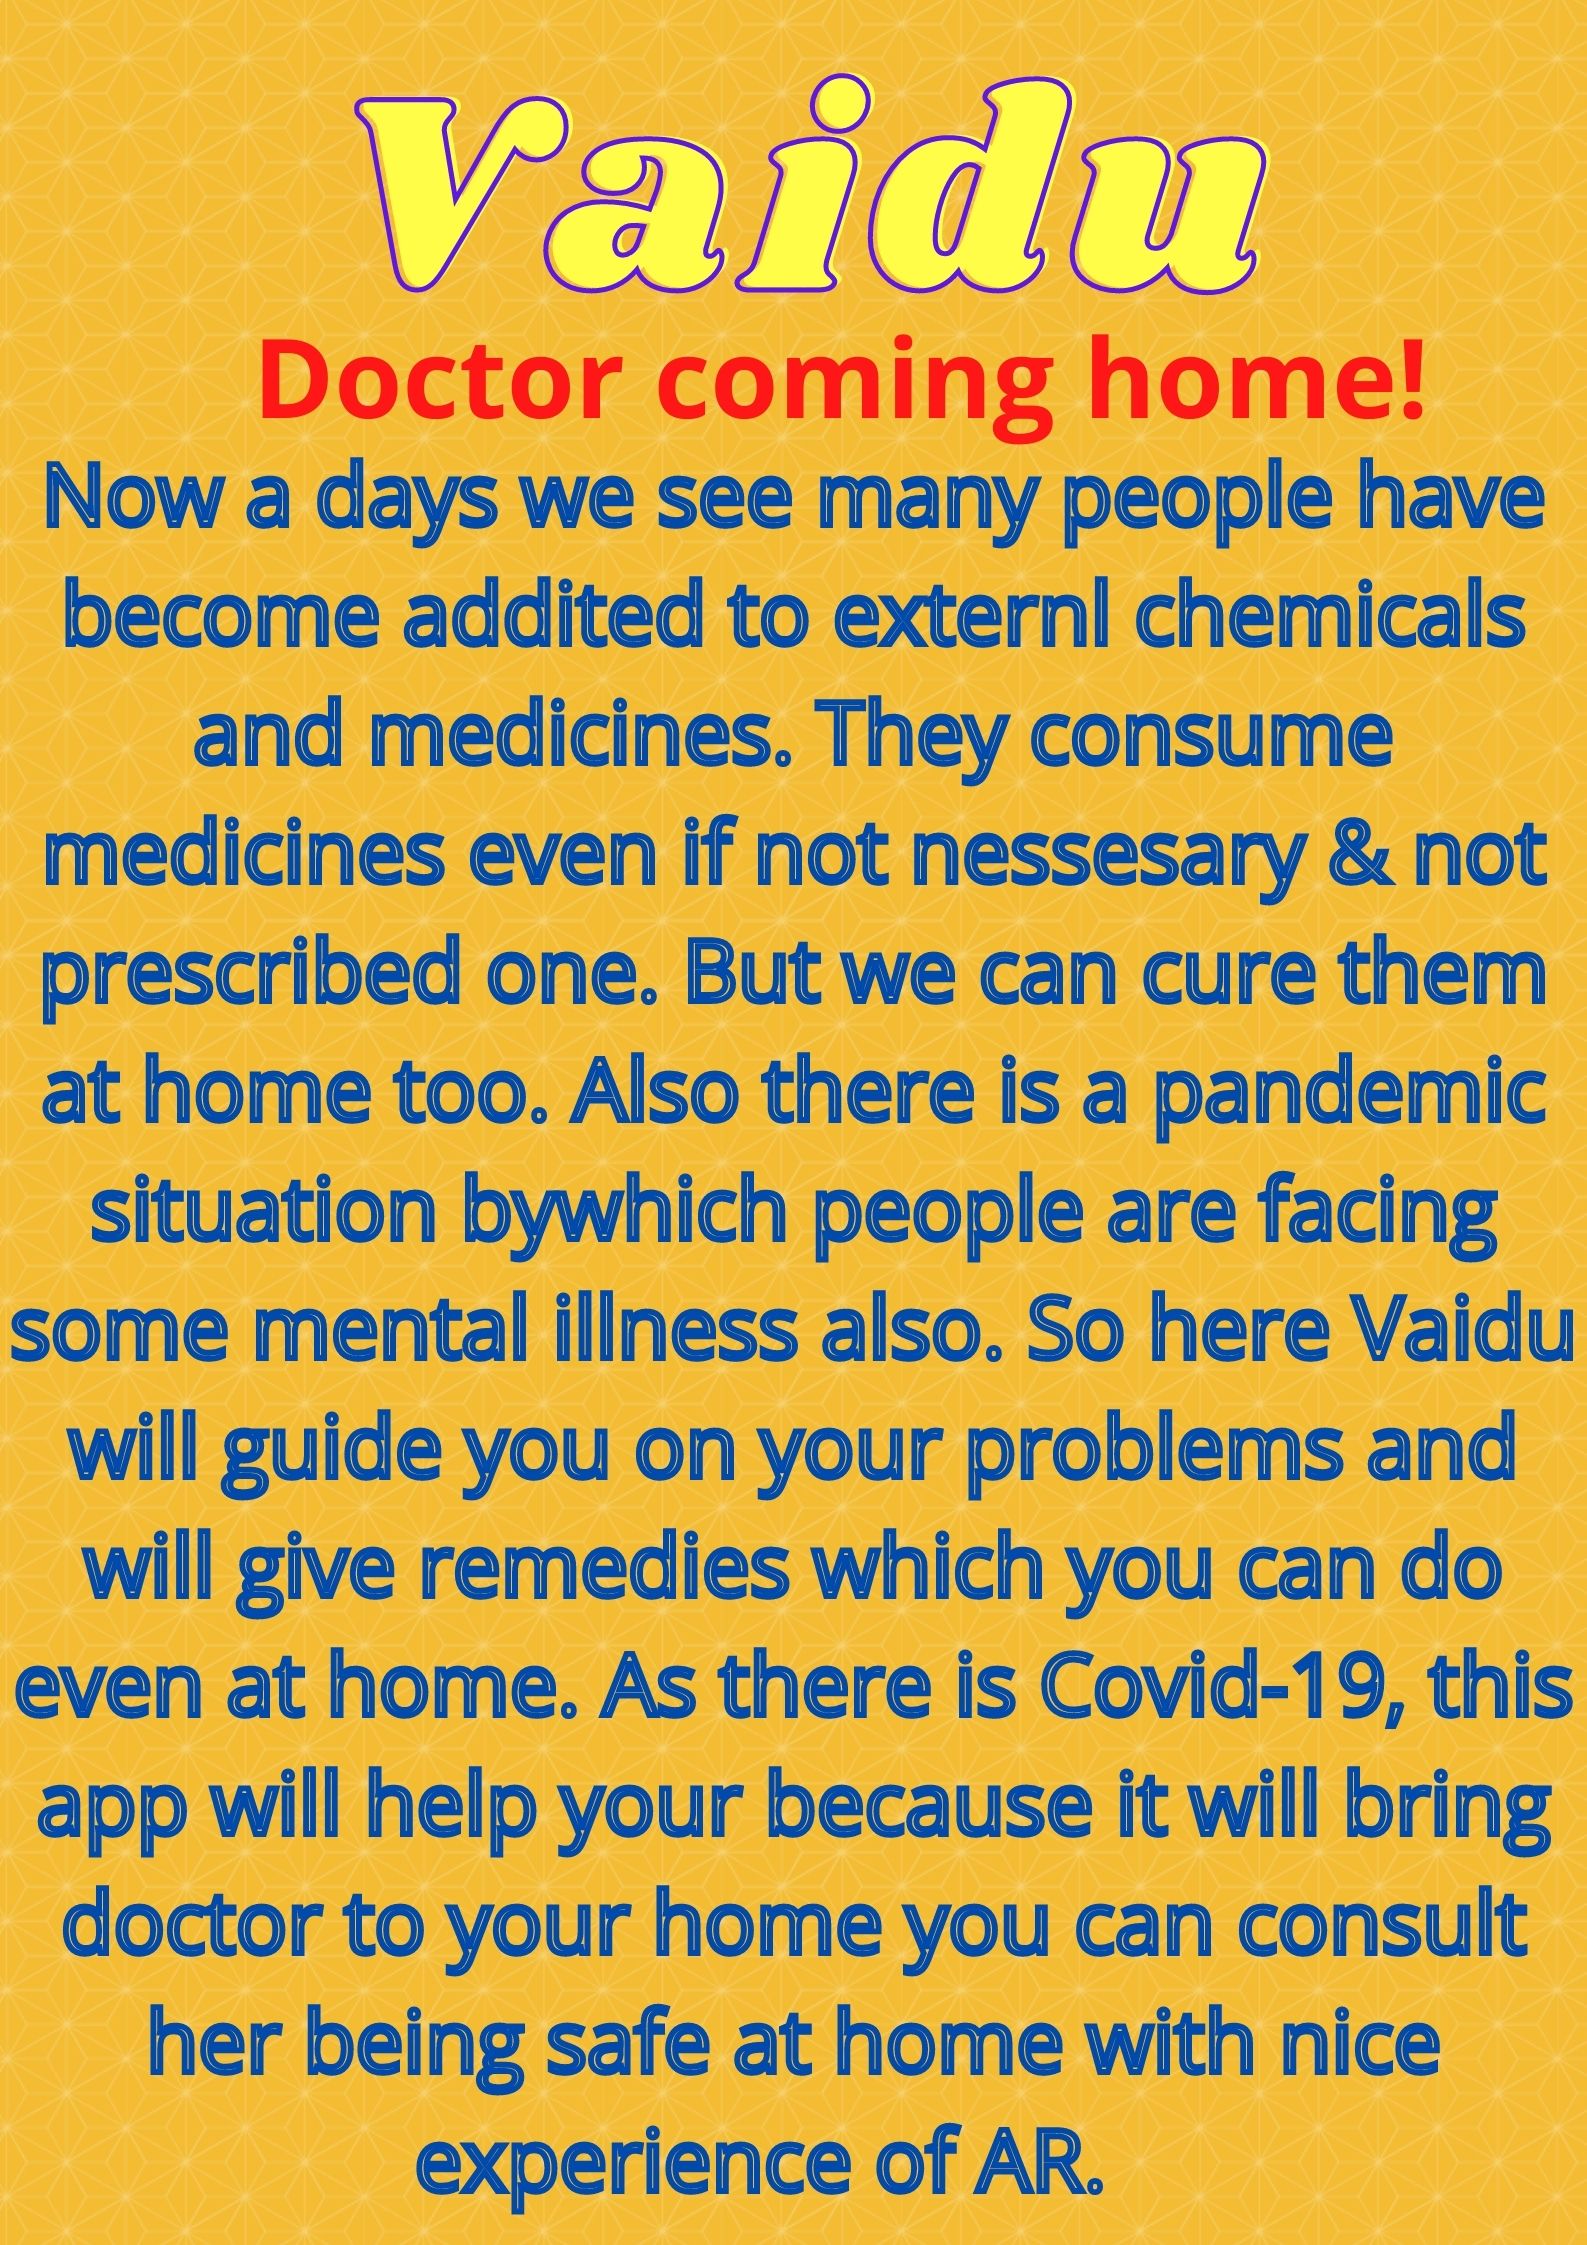 Vaidu
Doctor coming home!
Now a days we see many people have
become addited to externl chemicals
and medicines. They consume
medicines even if not nessesary & not
prescribed one. But we can cure them
at home too. Also there is a pandemic
situation bywhich people are facing
some mental illness also. So here Vaidu
will guide you on your problems and
will give remedies which you can do
even at home. As there is Covid-19, this
app will help your because it will bring
doctor to your home you can consult
her being safe at home with nice
experience of AR.